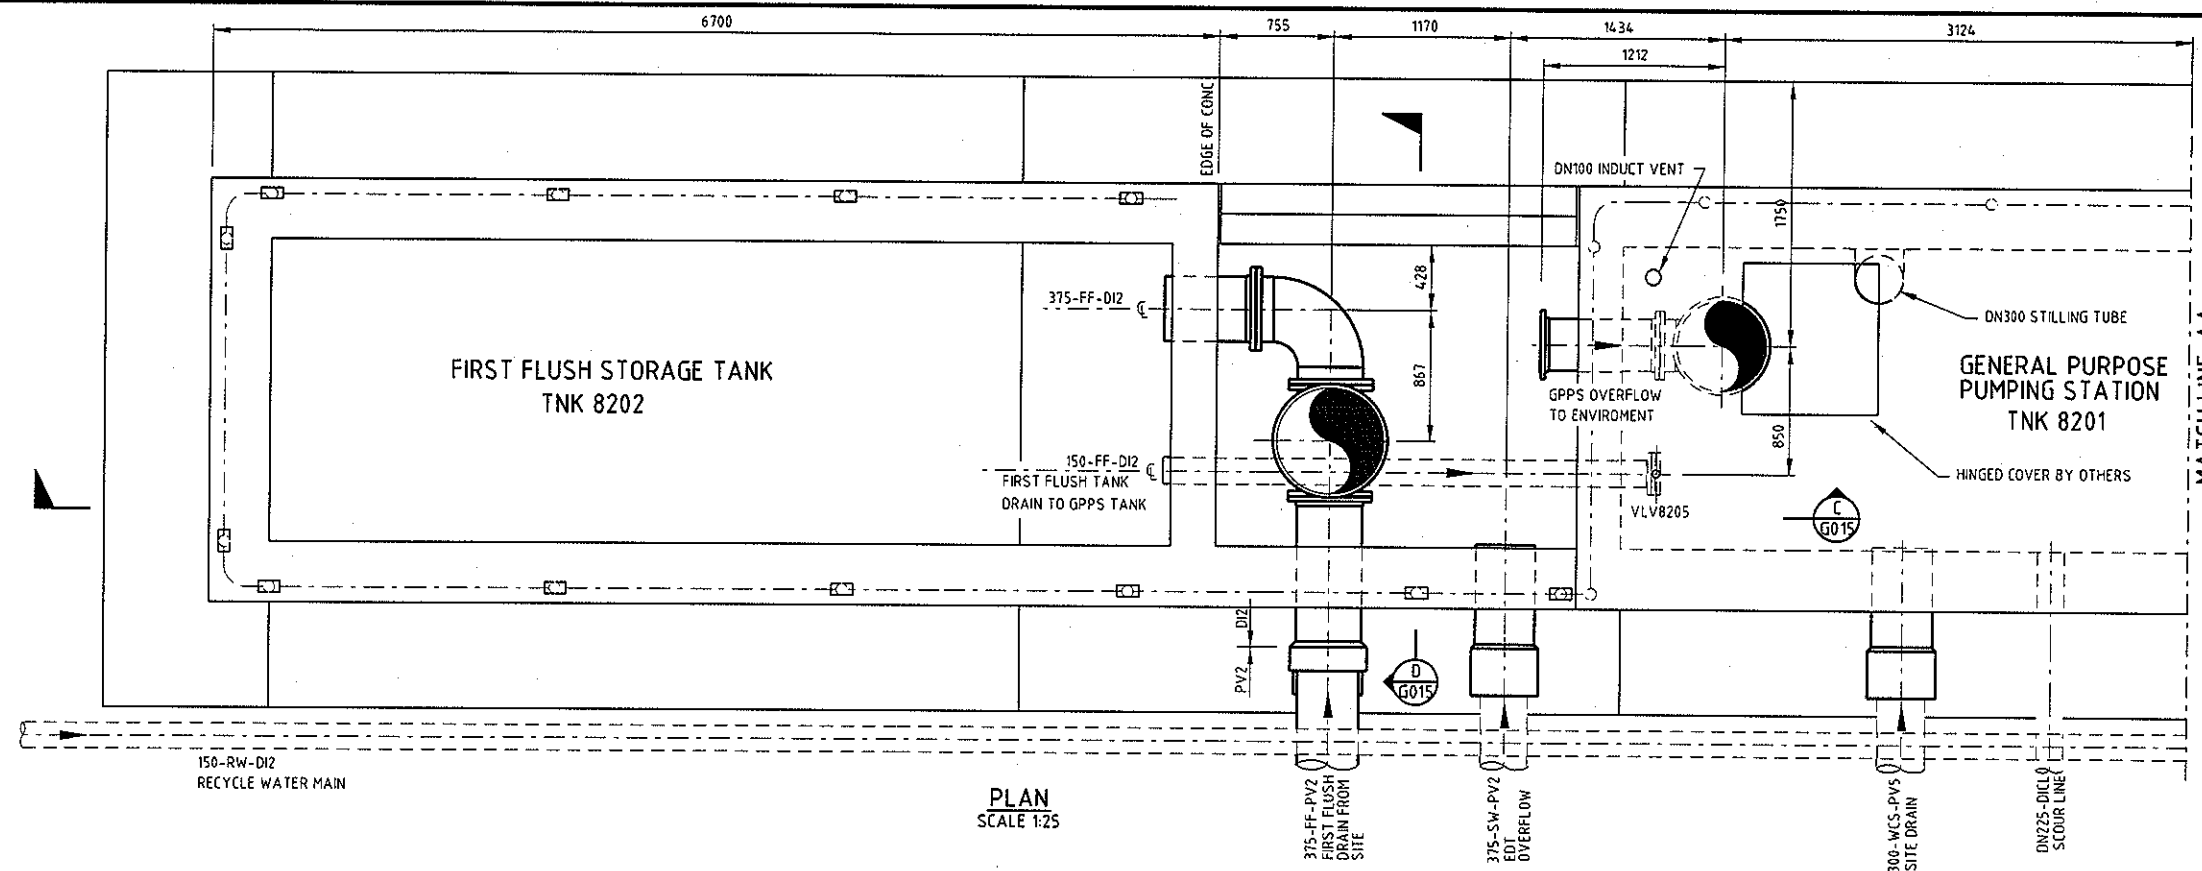 6700
755
1170
1434
3124
1212
EDGE OF CONC
DN100 INDUCT VENT
1750
428
375-FF-DI2
DN300 STILLING TUBE
FIRST FLUSH STORAGE TANK
TNK 8202
867
GENERAL PURPOSE
PUMPING STATION
TNK 8201
GPPS OVERFLOW
TO ENVIROMENT
850
150-FF-DI2
FIRST FLUSH TANK
DRAIN TO GPPS TANK
HINGED COVER BY OTHERS
VLV8205
C
G015
DI2
PV2
D
G015
150-RW-DI2
RECYCLE WATER MAIN
PLAN
SCALE 1:25
375-FF-PV2
FIRST FLUSH
DRAIN FROM
SITE
375-SW-PV2
EDT
OVERFLOW
300-WCS-PV5
SITE DRAIN
DN225-DICL
SCOUR LINE